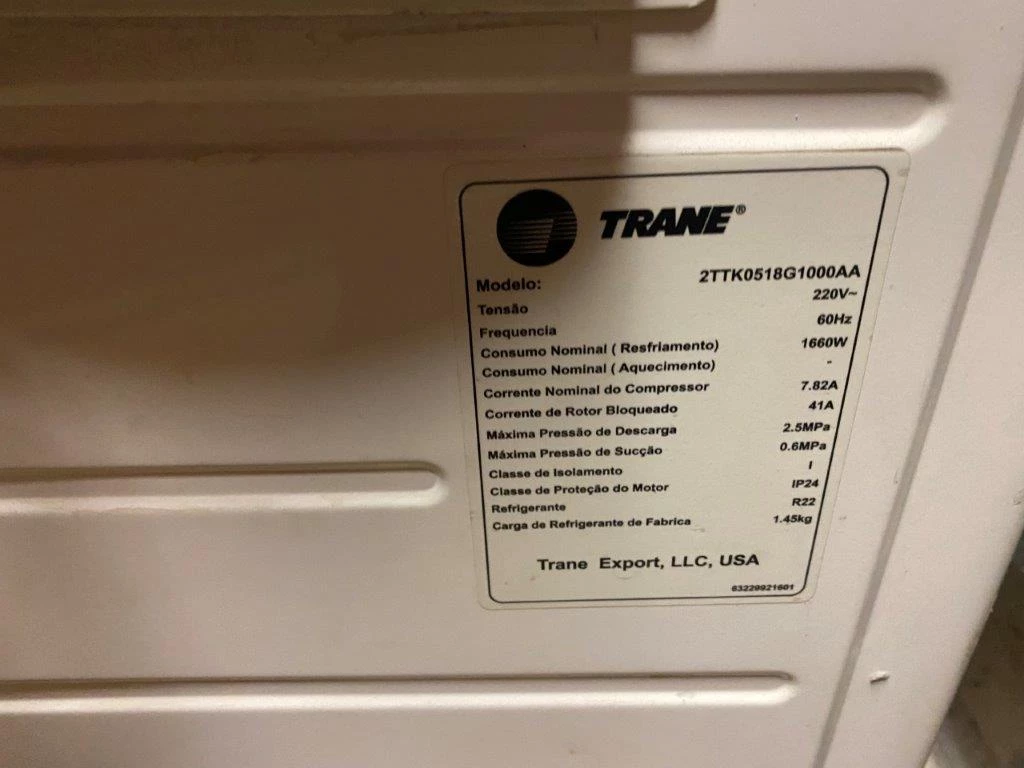 TRANE®
Modelo: 2TTK0518G1000AA
Tensão 220V~
Frequencia 60Hz
Consumo Nominal ( Resfriamento) 1660W
Consumo Nominal ( Aquecimento) -
Corrente Nominal do Compressor 7.82A
Corrente de Rotor Bloqueado 41A
Máxima Pressão de Descarga 2.5MPa
Máxima Pressão de Sucção 0.6MPa
Classe de Isolamento I
Classe de Proteção do Motor IP24
Refrigerante R22
Carga de Refrigerante de Fabrica 1.45kg
Trane Export, LLC, USA
63229921601